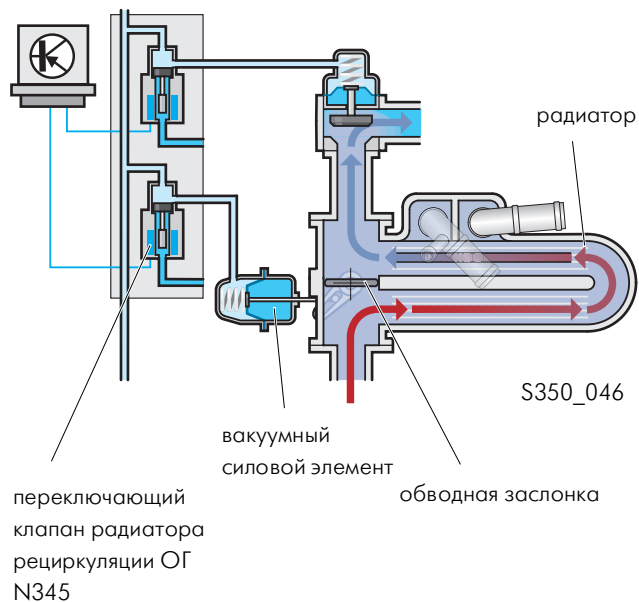 радиатор
S350_046
вакуумный
силовой элемент
обводная заслонка
переключающий
клапан радиатора
рециркуляции ОГ
N345